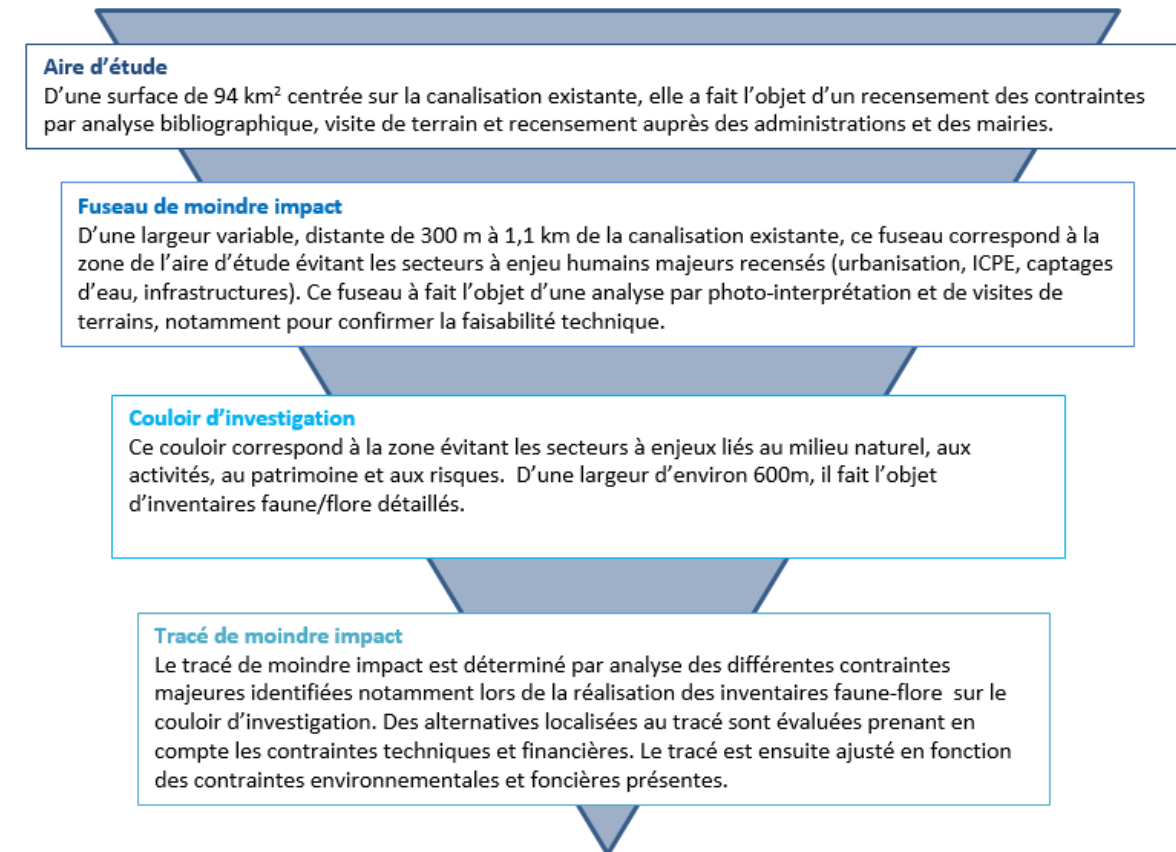 Aire d’étude
D’une surface de 94 km² centrée sur la canalisation existante, elle a fait l’objet d’un recensement des contraintes
par analyse bibliographique, visite de terrain et recensement auprès des administrations et des mairies.
Fuseau de moindre impact
D’une largeur variable, distante de 300 m à 1,1 km de la canalisation existante, ce fuseau correspond à la
zone de l’aire d’étude évitant les secteurs à enjeu humains majeurs recensés (urbanisation, ICPE, captages
d’eau, infrastructures). Ce fuseau à fait l’objet d’une analyse par photo-interprétation et de visites de
terrains, notamment pour confirmer la faisabilité technique.
Couloir d’investigation
Ce couloir correspond à la zone évitant les secteurs à enjeux liés au milieu naturel, aux
activités, au patrimoine et aux risques.  D’une largeur d’environ 600m, il fait l’objet
d’inventaires faune/flore détaillés.
Tracé de moindre impact
Le tracé de moindre impact est déterminé par analyse des différentes contraintes
majeures identifiées notamment lors de la réalisation des inventaires faune-flore  sur le
couloir d’investigation. Des alternatives localisées au tracé sont évaluées prenant en
compte les contraintes techniques et financières. Le tracé est ensuite ajusté en fonction
des contraintes environnementales et foncières présentes.